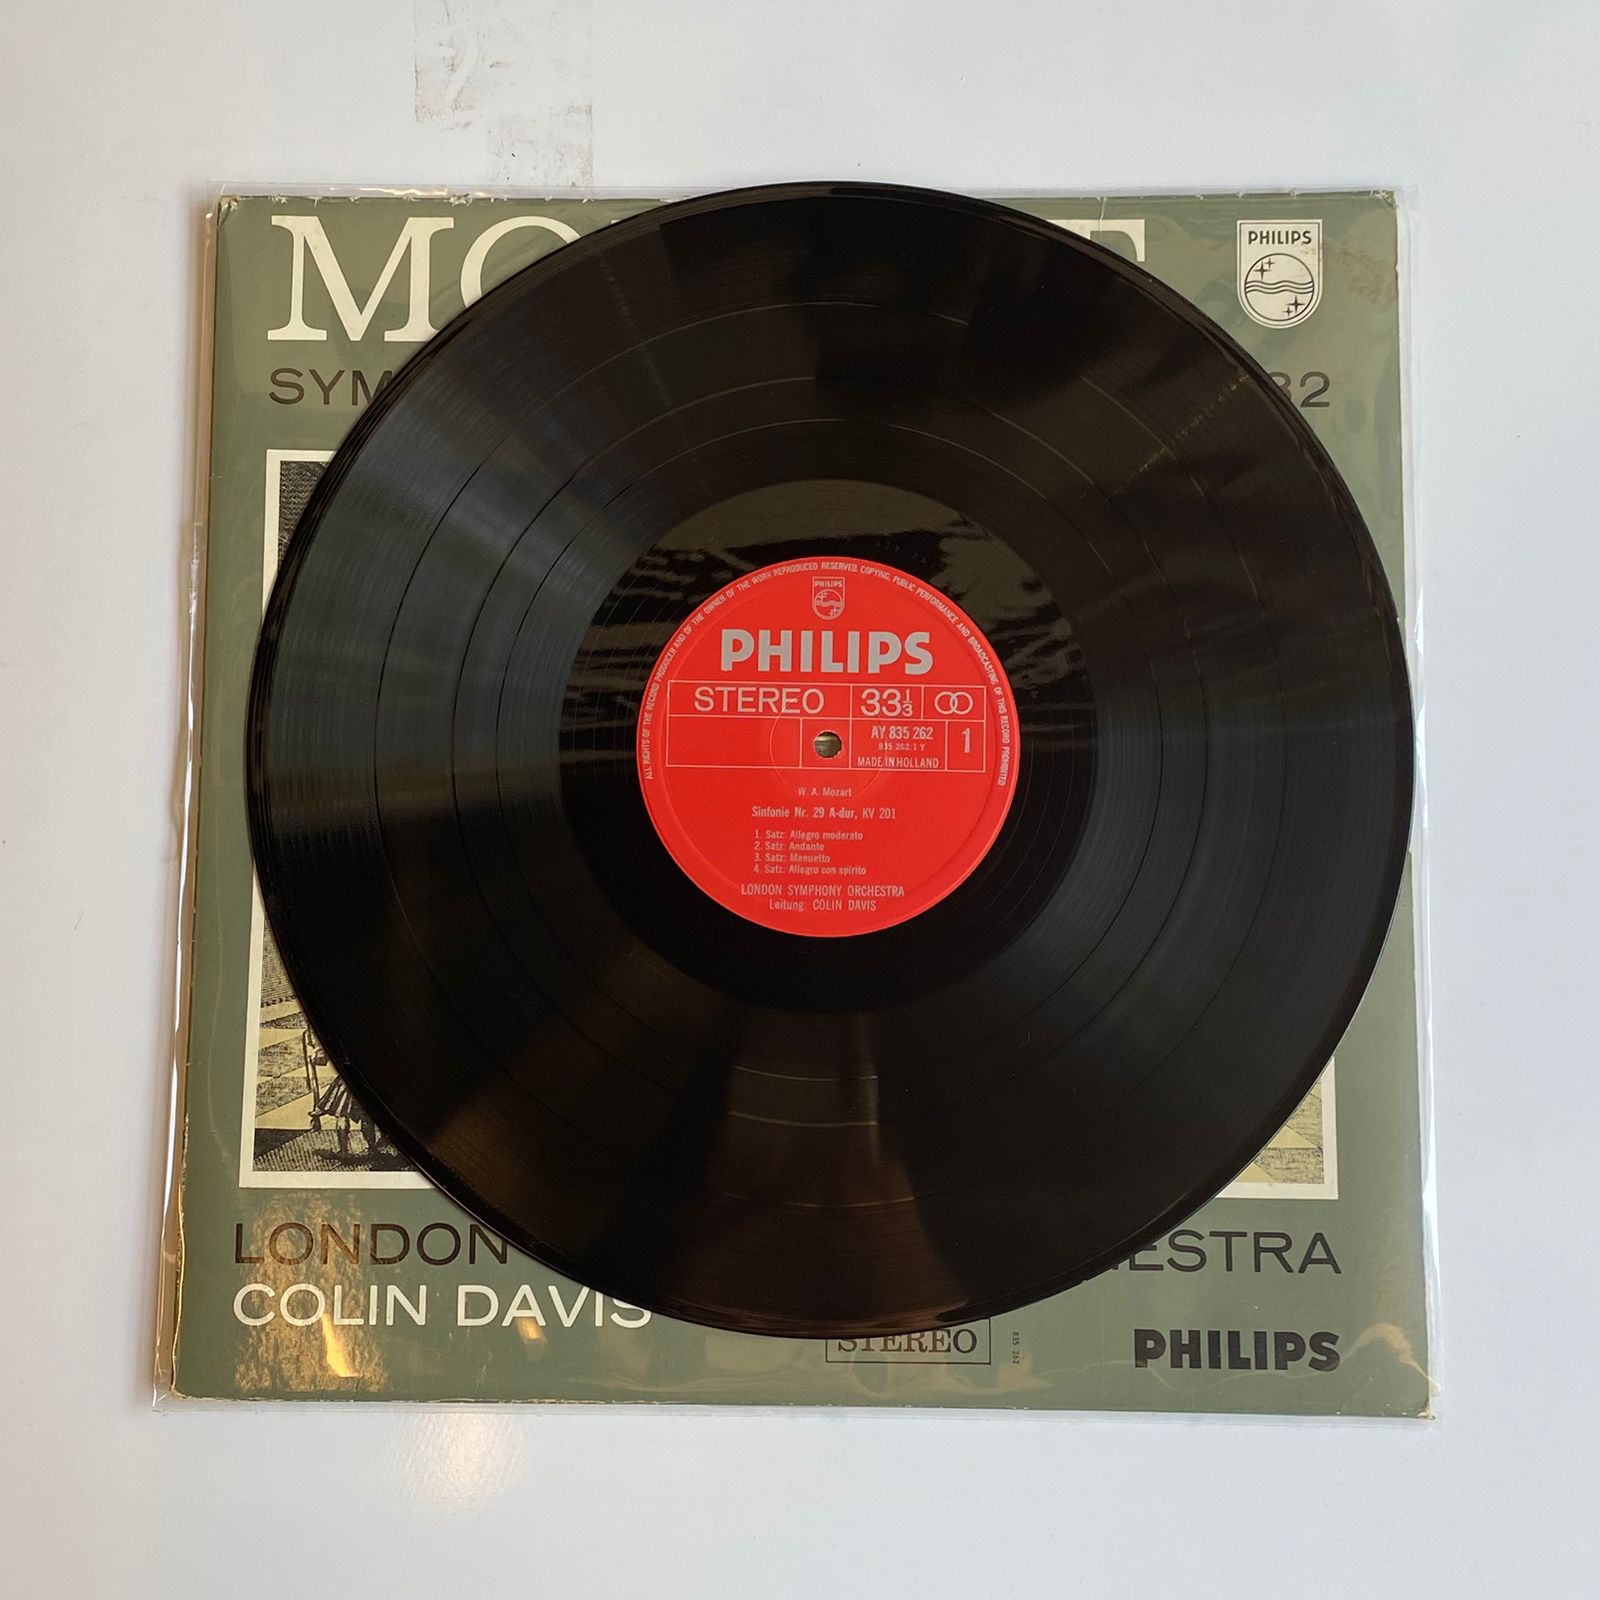 PHILIPS
SYM 32
ALL RIGHTS OF THE RECORD PRODUCER AND OF THE OWNER OF THE WORK REPRODUCED RESERVED. COPYING, PUBLIC PERFORMANCE AND BROADCASTING OF THIS RECORD PROHIBITED
PHILIPS
PHILIPS
STEREO 33⅓
AY 835 262 1
835 262.1 Y
MADE IN HOLLAND
W. A. Mozart
Sinfonie Nr. 29 A-dur, KV 201
1. Satz: Allegro moderato
2. Satz: Andante
3. Satz: Menuetto
4. Satz: Allegro con spirito
LONDON SYMPHONY ORCHESTRA
Leitung: COLIN DAVIS
LONDON ESTRA
COLIN DAVIS
STEREO 835 262 PHILIPS